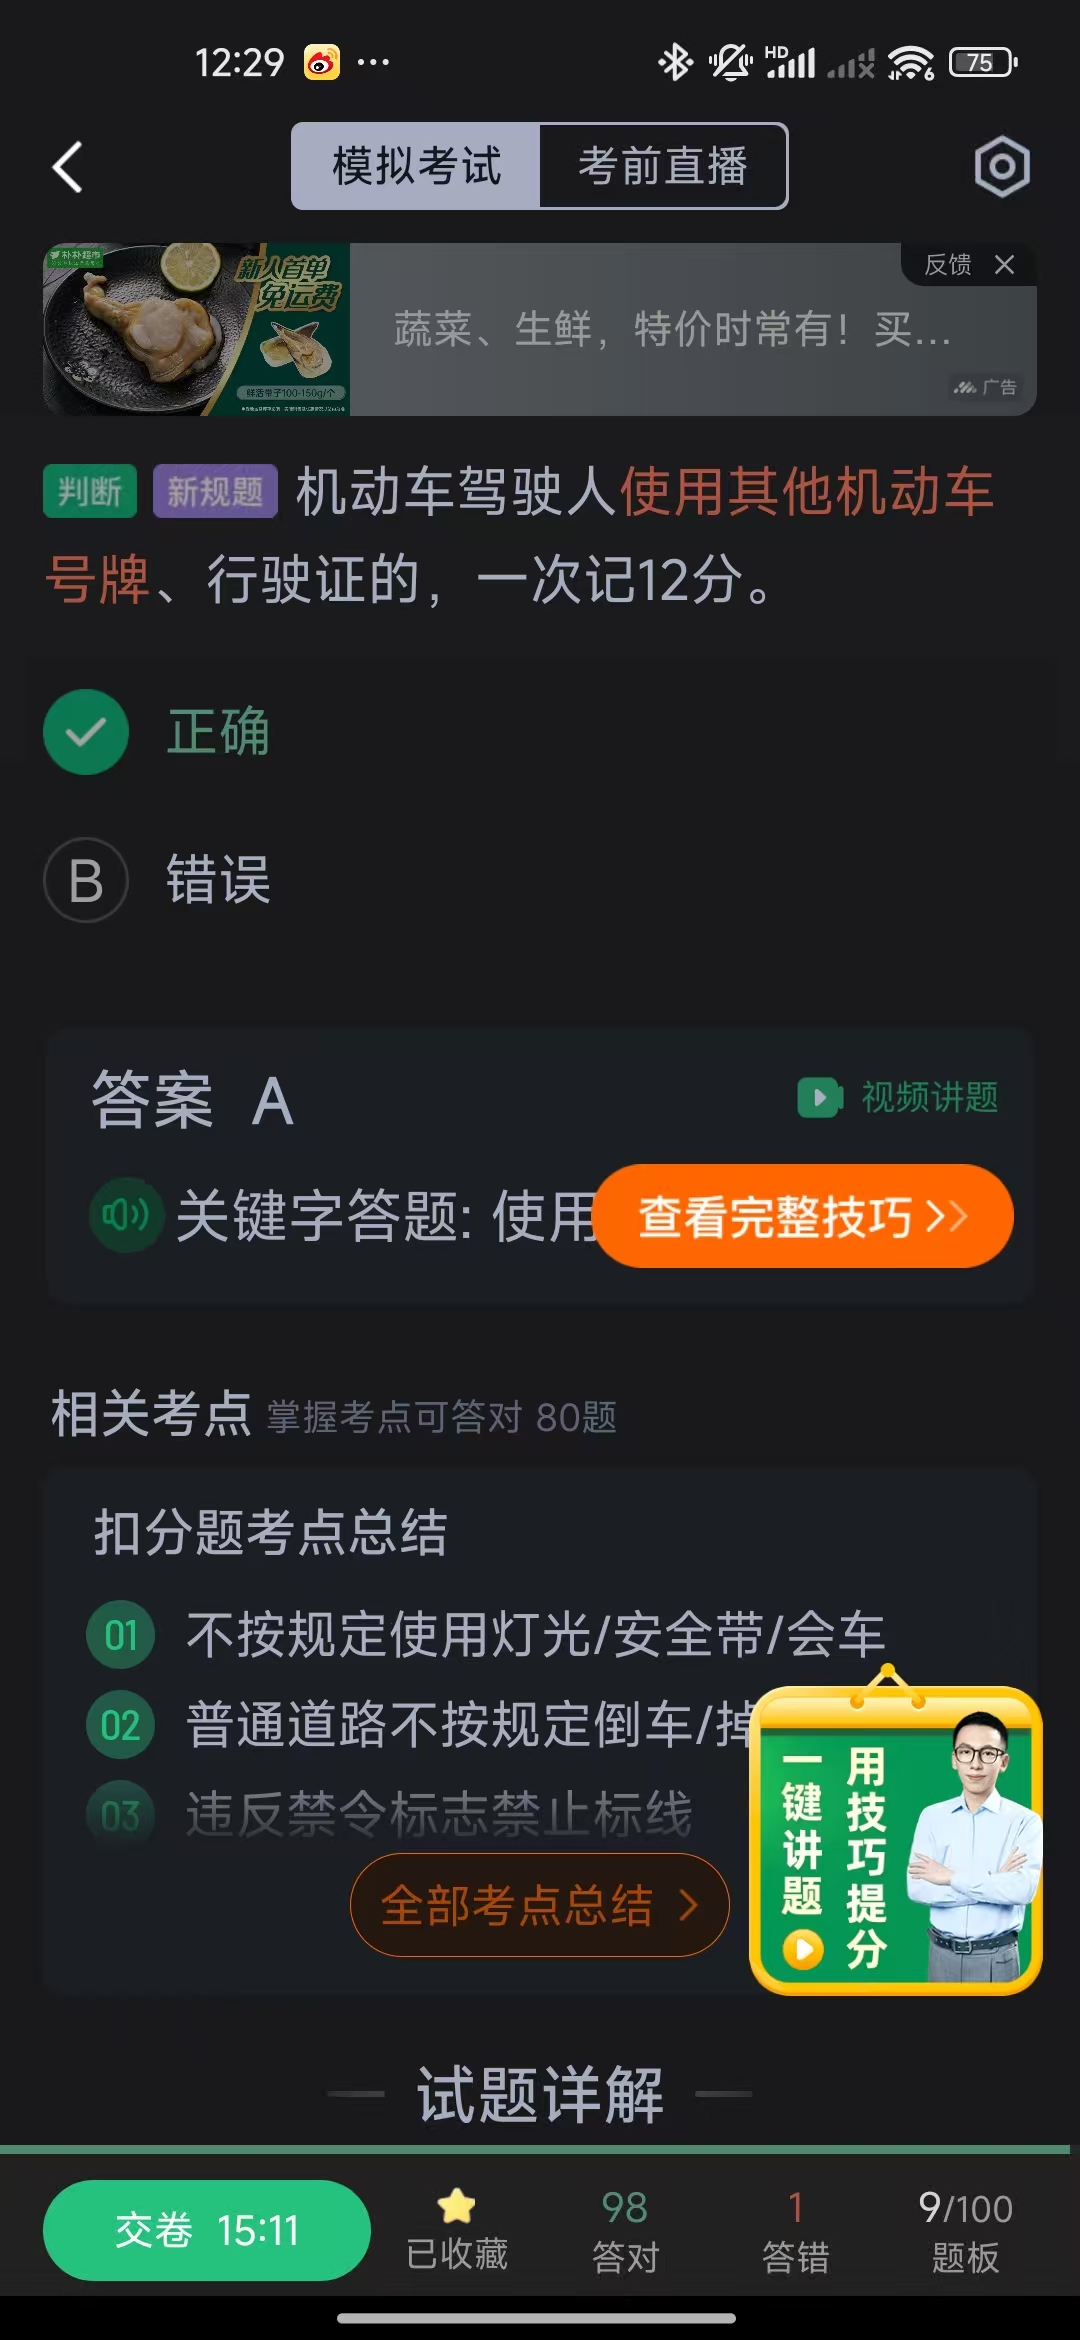 12:29
HD
6
75
模拟考试 考前直播
朴朴超市
新人首单
免运费
鲜活带子100-150g/个
反馈
蔬菜、生鲜，特价时常有！买...
广告
判断 新规题 机动车驾驶人使用其他机动车
号牌、行驶证的，一次记12分。
正确
B 错误
答案 A
视频讲题
关键字答题: 使用
查看完整技巧
相关考点 掌握考点可答对 80题
扣分题考点总结
01 不按规定使用灯光/安全带/会车
02 普通道路不按规定倒车/掉
03 违反禁令标志禁止标线
全部考点总结
一键讲题
用技巧提分
试题详解
交卷 15:11
已收藏
98
答对
1
答错
9/100
题板